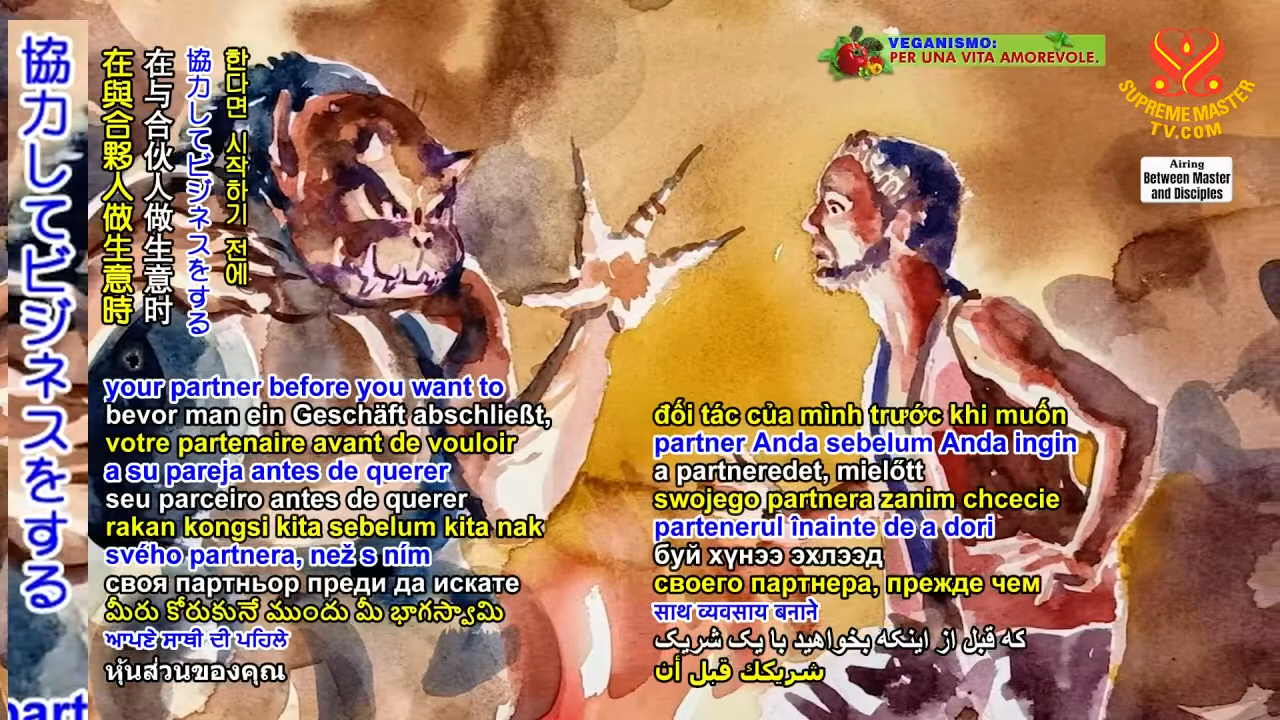 協力してビジネスをする
part
在與合夥人做生意時
在与合伙人做生意时
協力してビジネスをする
한다면 시작하기 전에
VEGANISMO:
PER UNA VITA AMOREVOLE.
SUPREME MASTER
TV.COM
Airing
Between Master
and Disciples
your partner before you want to
bevor man ein Geschäft abschließt,
votre partenaire avant de vouloir
a su pareja antes de querer
seu parceiro antes de querer
rakan kongsi kita sebelum kita nak
svého partnera, než s ním
своя партньор преди да искате
మీరు కోరుకునే ముందు మీ భాగస్వామి
ਆਪਣੇ ਸਾਥੀ ਦੀ ਪਹਿਲੇ
หุ้นส่วนของคุณ
đối tác của mình trước khi muốn
partner Anda sebelum Anda ingin
a partneredet, mielőtt
swojego partnera zanim chcecie
partenerul înainte de a dori
буй хүнээ эхлээд
своего партнера, прежде чем
साथ व्यवसाय बनाने
که قبل از اینکه بخواهید با یک شریک
شريكك قبل أن